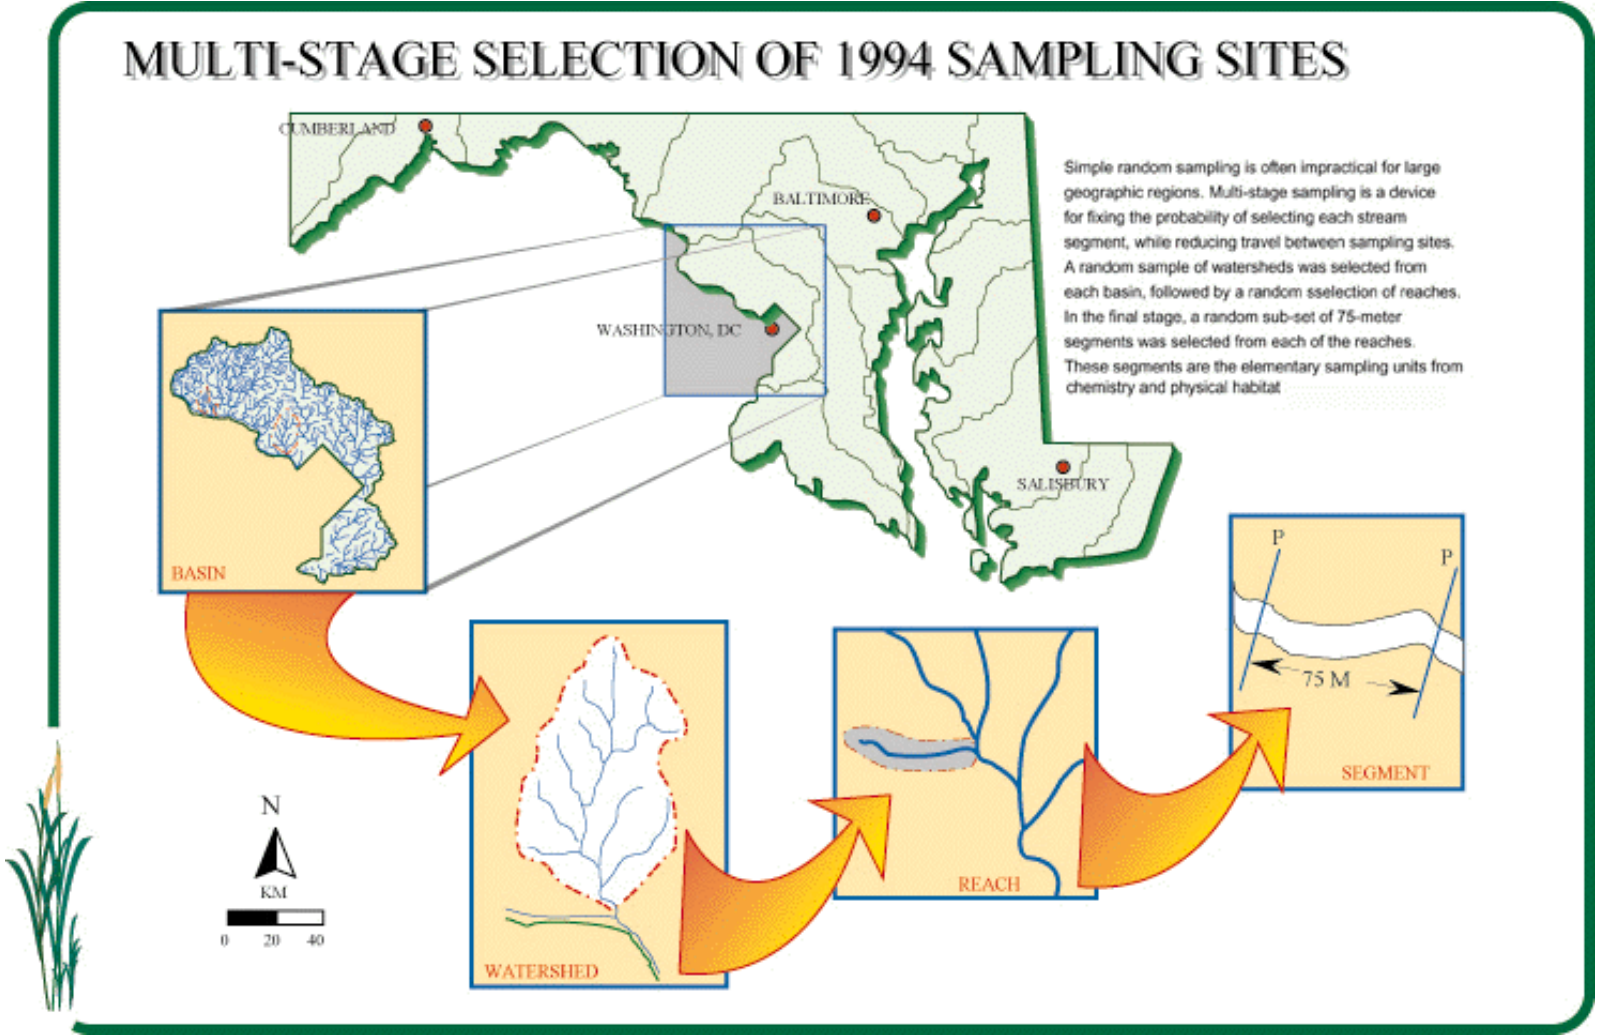 MULTI-STAGE SELECTION OF 1994 SAMPLING SITES
CUMBERLAND
BALTIMORE
WASHINGTON, DC
SALISBURY
Simple random sampling is often impractical for large
geographic regions. Multi-stage sampling is a device
for fixing the probability of selecting each stream
segment, while reducing travel between sampling sites.
A random sample of watersheds was selected from
each basin, followed by a random sselection of reaches.
In the final stage, a random sub-set of 75-meter
segments was selected from each of the reaches.
These segments are the elementary sampling units from
chemistry and physical habitat
BASIN
WATERSHED
REACH
P
P
75 M
SEGMENT
N
KM
0 20 40